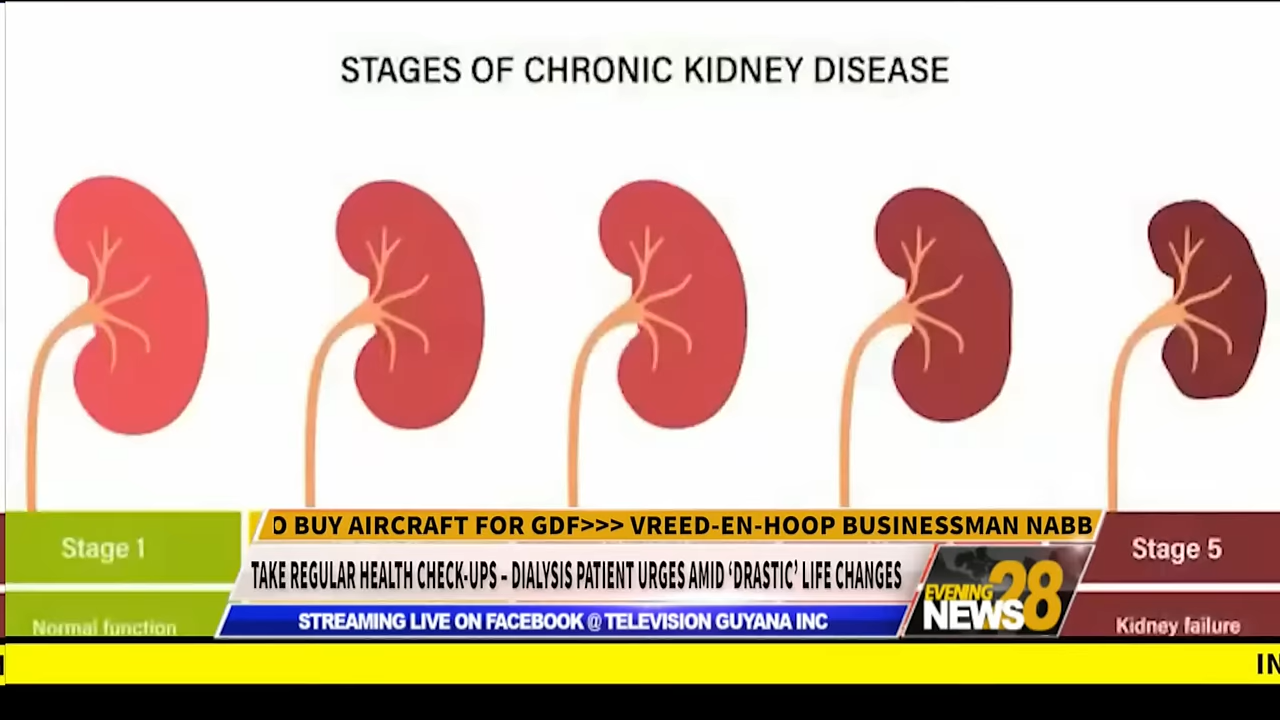 STAGES OF CHRONIC KIDNEY DISEASE
Stage 1
Stage 5
Normal function
Kidney failure
BUY AIRCRAFT FOR GDF>>> VREED-EN-HOOP BUSINESSMAN NABB
TAKE REGULAR HEALTH CHECK-UPS – DIALYSIS PATIENT URGES AMID ‘DRASTIC’ LIFE CHANGES
STREAMING LIVE ON FACEBOOK @ TELEVISION GUYANA INC
EVENING
NEWS 28
IN